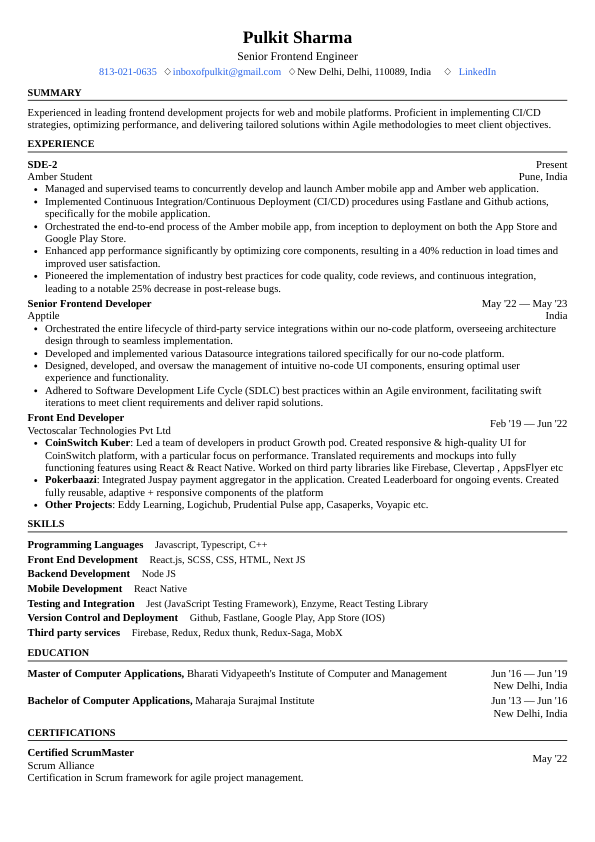 Pulkit Sharma
Senior Frontend Engineer
813-021-0635 ♢ inboxofpulkit@gmail.com ♢ New Delhi, Delhi, 110089, India ♢ LinkedIn
SUMMARY
Experienced in leading frontend development projects for web and mobile platforms. Proficient in implementing CI/CD
strategies, optimizing performance, and delivering tailored solutions within Agile methodologies to meet client objectives.
EXPERIENCE
SDE-2 Present
Amber Student Pune, India
• Managed and supervised teams to concurrently develop and launch Amber mobile app and Amber web application.
• Implemented Continuous Integration/Continuous Deployment (CI/CD) procedures using Fastlane and Github actions,
specifically for the mobile application.
• Orchestrated the end-to-end process of the Amber mobile app, from inception to deployment on both the App Store and
Google Play Store.
• Enhanced app performance significantly by optimizing core components, resulting in a 40% reduction in load times and
improved user satisfaction.
• Pioneered the implementation of industry best practices for code quality, code reviews, and continuous integration,
leading to a notable 25% decrease in post-release bugs.
Senior Frontend Developer May '22 — May '23
Apptile India
• Orchestrated the entire lifecycle of third-party service integrations within our no-code platform, overseeing architecture
design through to seamless implementation.
• Developed and implemented various Datasource integrations tailored specifically for our no-code platform.
• Designed, developed, and oversaw the management of intuitive no-code UI components, ensuring optimal user
experience and functionality.
• Adhered to Software Development Life Cycle (SDLC) best practices within an Agile environment, facilitating swift
iterations to meet client requirements and deliver rapid solutions.
Front End Developer Feb '19 — Jun '22
Vectoscalar Technologies Pvt Ltd
• CoinSwitch Kuber: Led a team of developers in product Growth pod. Created responsive & high-quality UI for
CoinSwitch platform, with a particular focus on performance. Translated requirements and mockups into fully
functioning features using React & React Native. Worked on third party libraries like Firebase, Clevertap , AppsFlyer etc
• Pokerbaazi: Integrated Juspay payment aggregator in the application. Created Leaderboard for ongoing events. Created
fully reusable, adaptive + responsive components of the platform
• Other Projects: Eddy Learning, Logichub, Prudential Pulse app, Casaperks, Voyapic etc.
SKILLS
Programming Languages Javascript, Typescript, C++
Front End Development React.js, SCSS, CSS, HTML, Next JS
Backend Development Node JS
Mobile Development React Native
Testing and Integration Jest (JavaScript Testing Framework), Enzyme, React Testing Library
Version Control and Deployment Github, Fastlane, Google Play, App Store (IOS)
Third party services Firebase, Redux, Redux thunk, Redux-Saga, MobX
EDUCATION
Master of Computer Applications, Bharati Vidyapeeth's Institute of Computer and Management Jun '16 — Jun '19
New Delhi, India
Bachelor of Computer Applications, Maharaja Surajmal Institute Jun '13 — Jun '16
New Delhi, India
CERTIFICATIONS
Certified ScrumMaster May '22
Scrum Alliance
Certification in Scrum framework for agile project management.